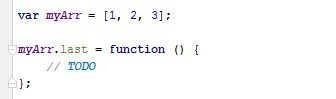 var myArr = [1, 2, 3];
myArr.last = function () {
// TODO
};